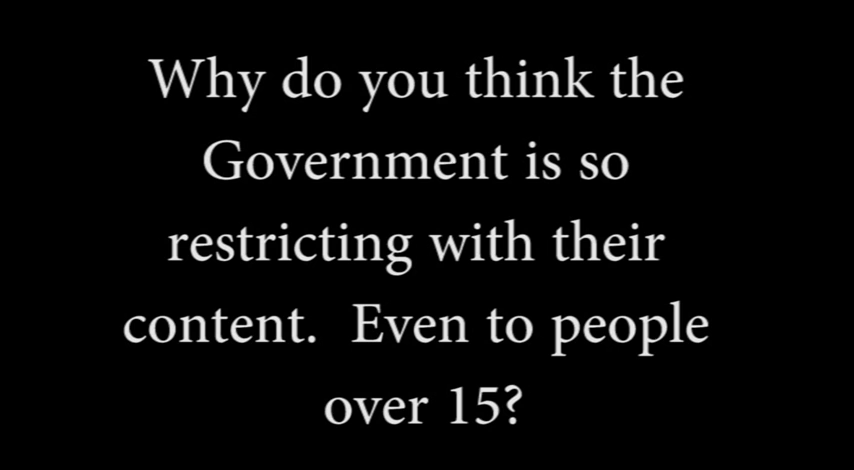 Why do you think the
Government is so
restricting with their
content.  Even to people
over 15?